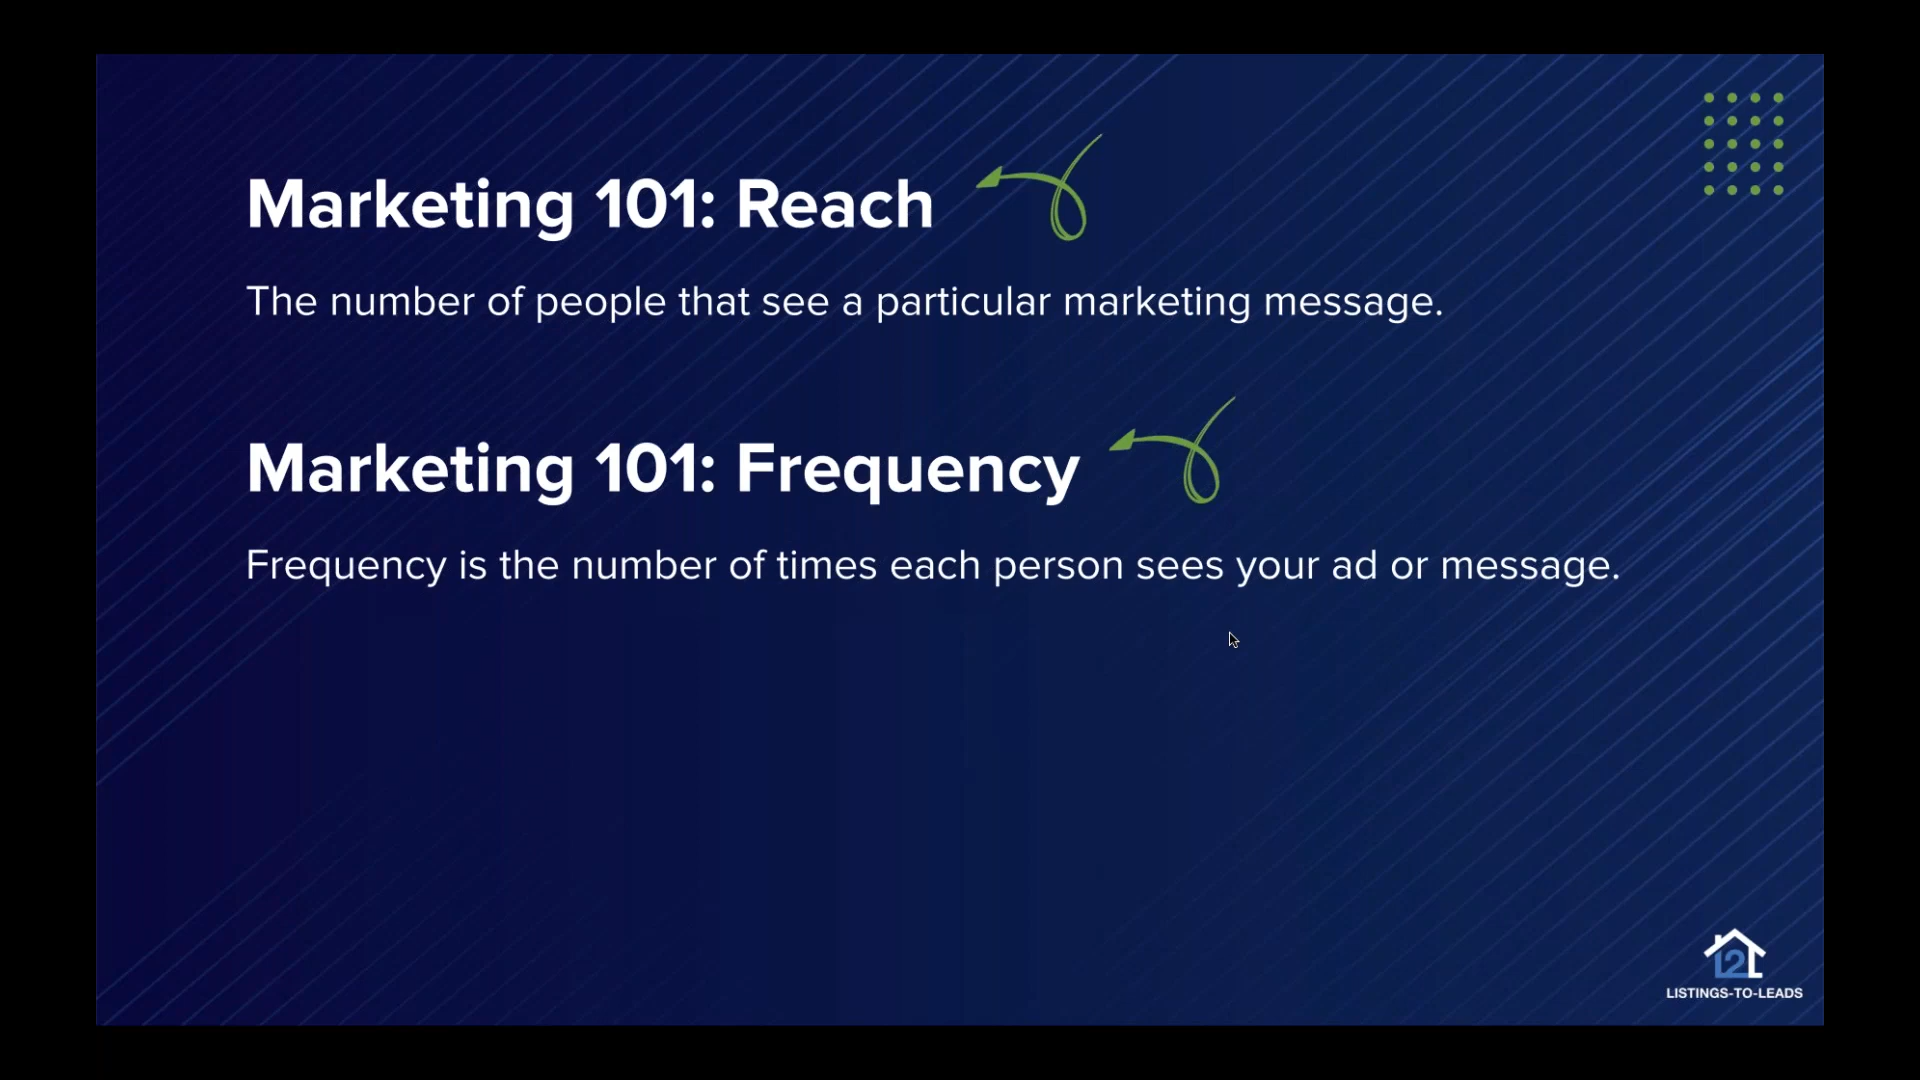 Marketing 101: Reach
The number of people that see a particular marketing message.
Marketing 101: Frequency
Frequency is the number of times each person sees your ad or message.
L2L
LISTINGS-TO-LEADS